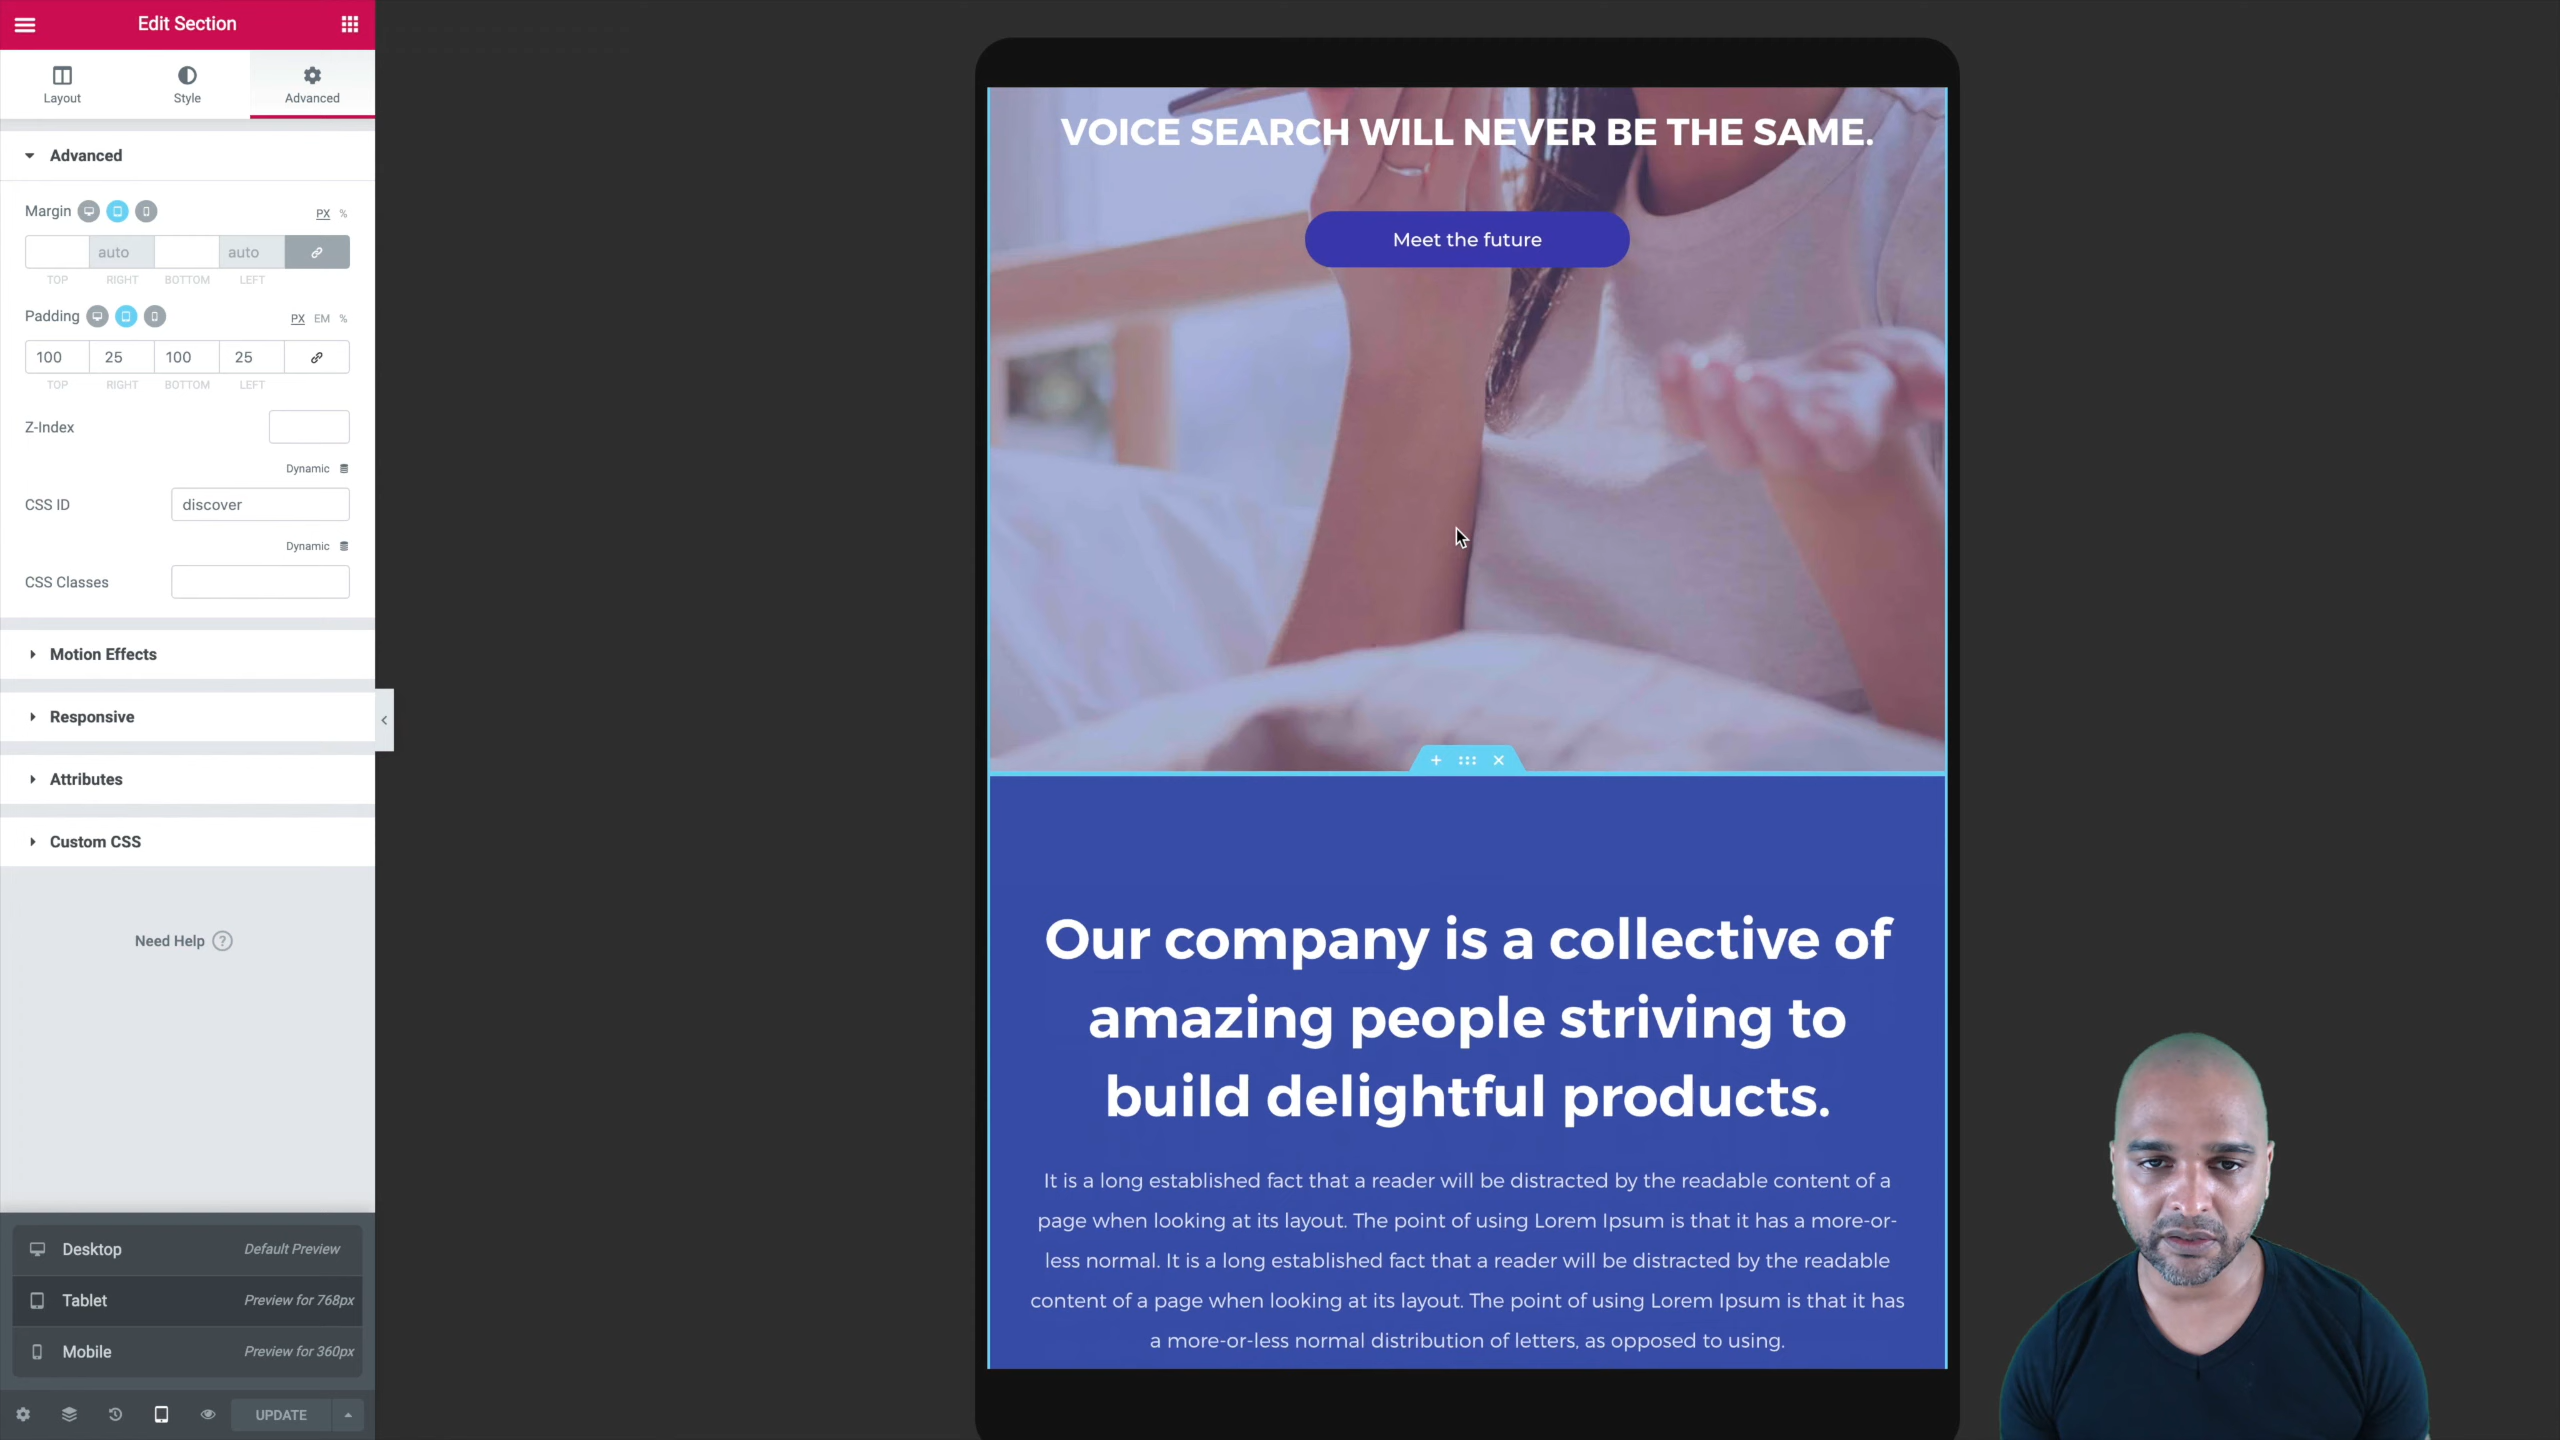 Edit Section
Layout
Style
Advanced
Advanced
Margin
PX %
auto auto
TOP RIGHT BOTTOM LEFT
Padding
PX EM %
100 25 100 25
TOP RIGHT BOTTOM LEFT
Z-Index
Dynamic
CSS ID discover
Dynamic
CSS Classes
Motion Effects
Responsive
Attributes
Custom CSS
Need Help ?
Desktop Default Preview
Tablet Preview for 768px
Mobile Preview for 360px
UPDATE
VOICE SEARCH WILL NEVER BE THE SAME.
Meet the future
Our company is a collective of
amazing people striving to
build delightful products.
It is a long established fact that a reader will be distracted by the readable content of a
page when looking at its layout. The point of using Lorem Ipsum is that it has a more-or-
less normal. It is a long established fact that a reader will be distracted by the readable
content of a page when looking at its layout. The point of using Lorem Ipsum is that it has
a more-or-less normal distribution of letters, as opposed to using.